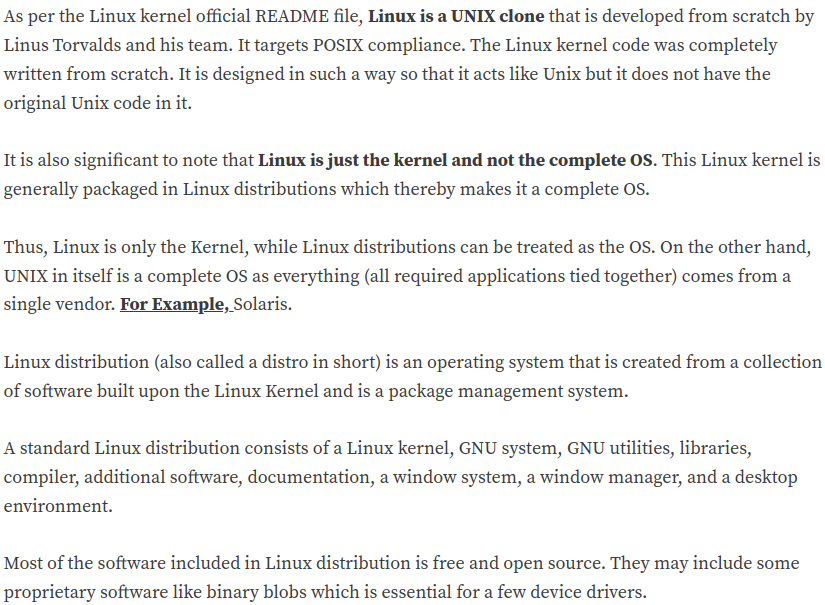 As per the Linux kernel official README file, Linux is a UNIX clone that is developed from scratch by
Linus Torvalds and his team. It targets POSIX compliance. The Linux kernel code was completely
written from scratch. It is designed in such a way so that it acts like Unix but it does not have the
original Unix code in it.
It is also significant to note that Linux is just the kernel and not the complete OS. This Linux kernel is
generally packaged in Linux distributions which thereby makes it a complete OS.
Thus, Linux is only the Kernel, while Linux distributions can be treated as the OS. On the other hand,
UNIX in itself is a complete OS as everything (all required applications tied together) comes from a
single vendor. For Example, Solaris.
Linux distribution (also called a distro in short) is an operating system that is created from a collection
of software built upon the Linux Kernel and is a package management system.
A standard Linux distribution consists of a Linux kernel, GNU system, GNU utilities, libraries,
compiler, additional software, documentation, a window system, a window manager, and a desktop
environment.
Most of the software included in Linux distribution is free and open source. They may include some
proprietary software like binary blobs which is essential for a few device drivers.